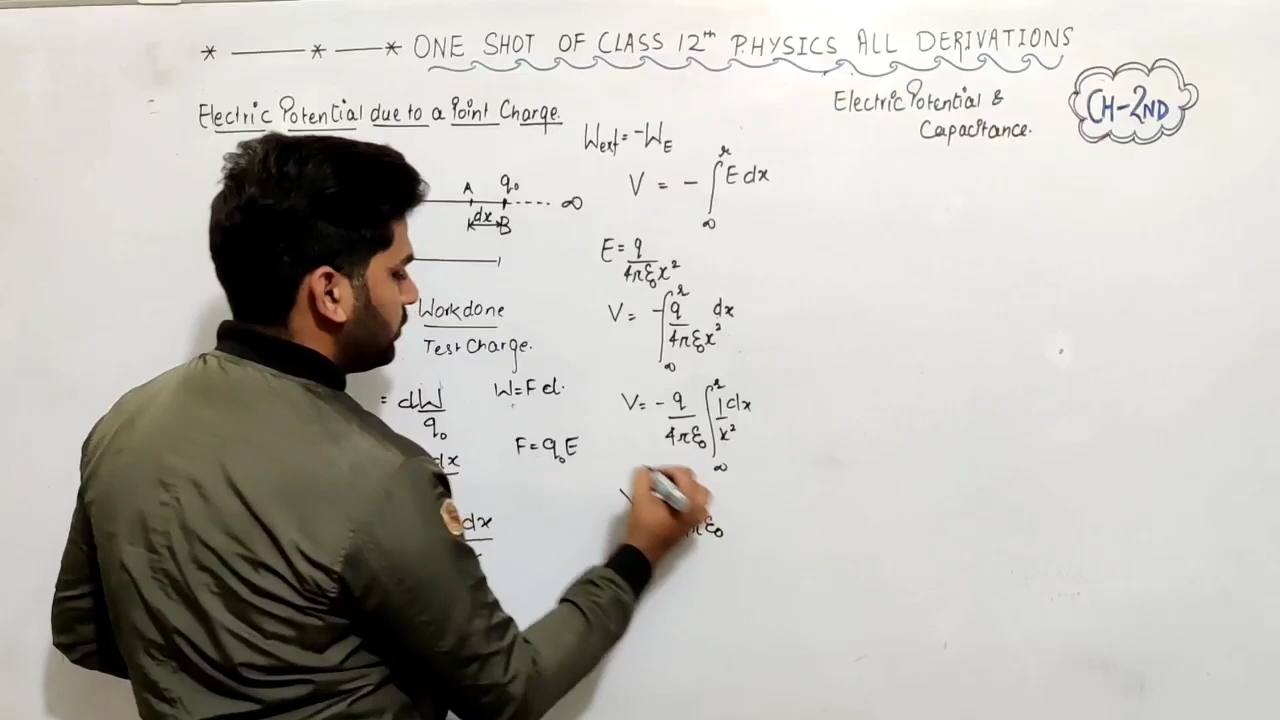 * ——— * —— * ONE SHOT OF CLASS 12th PHYSICS ALL DERIVATIONS
Electric Potential &
Capacitance.
CH-2ND
Electric Potential due to a Point Charge.
A q₀
∞
dx
B
Workdone
Test Charge.
= dW/q₀
W=Fd.
dx
F=q₀E
dx
Wext = -W_E
V = - ∫_∞^r E dx
E = q/4πε₀x²
V = - ∫_∞^r q/4πε₀x² dx
V = - q/4πε₀ ∫_∞^r 1/x² dx
πε₀